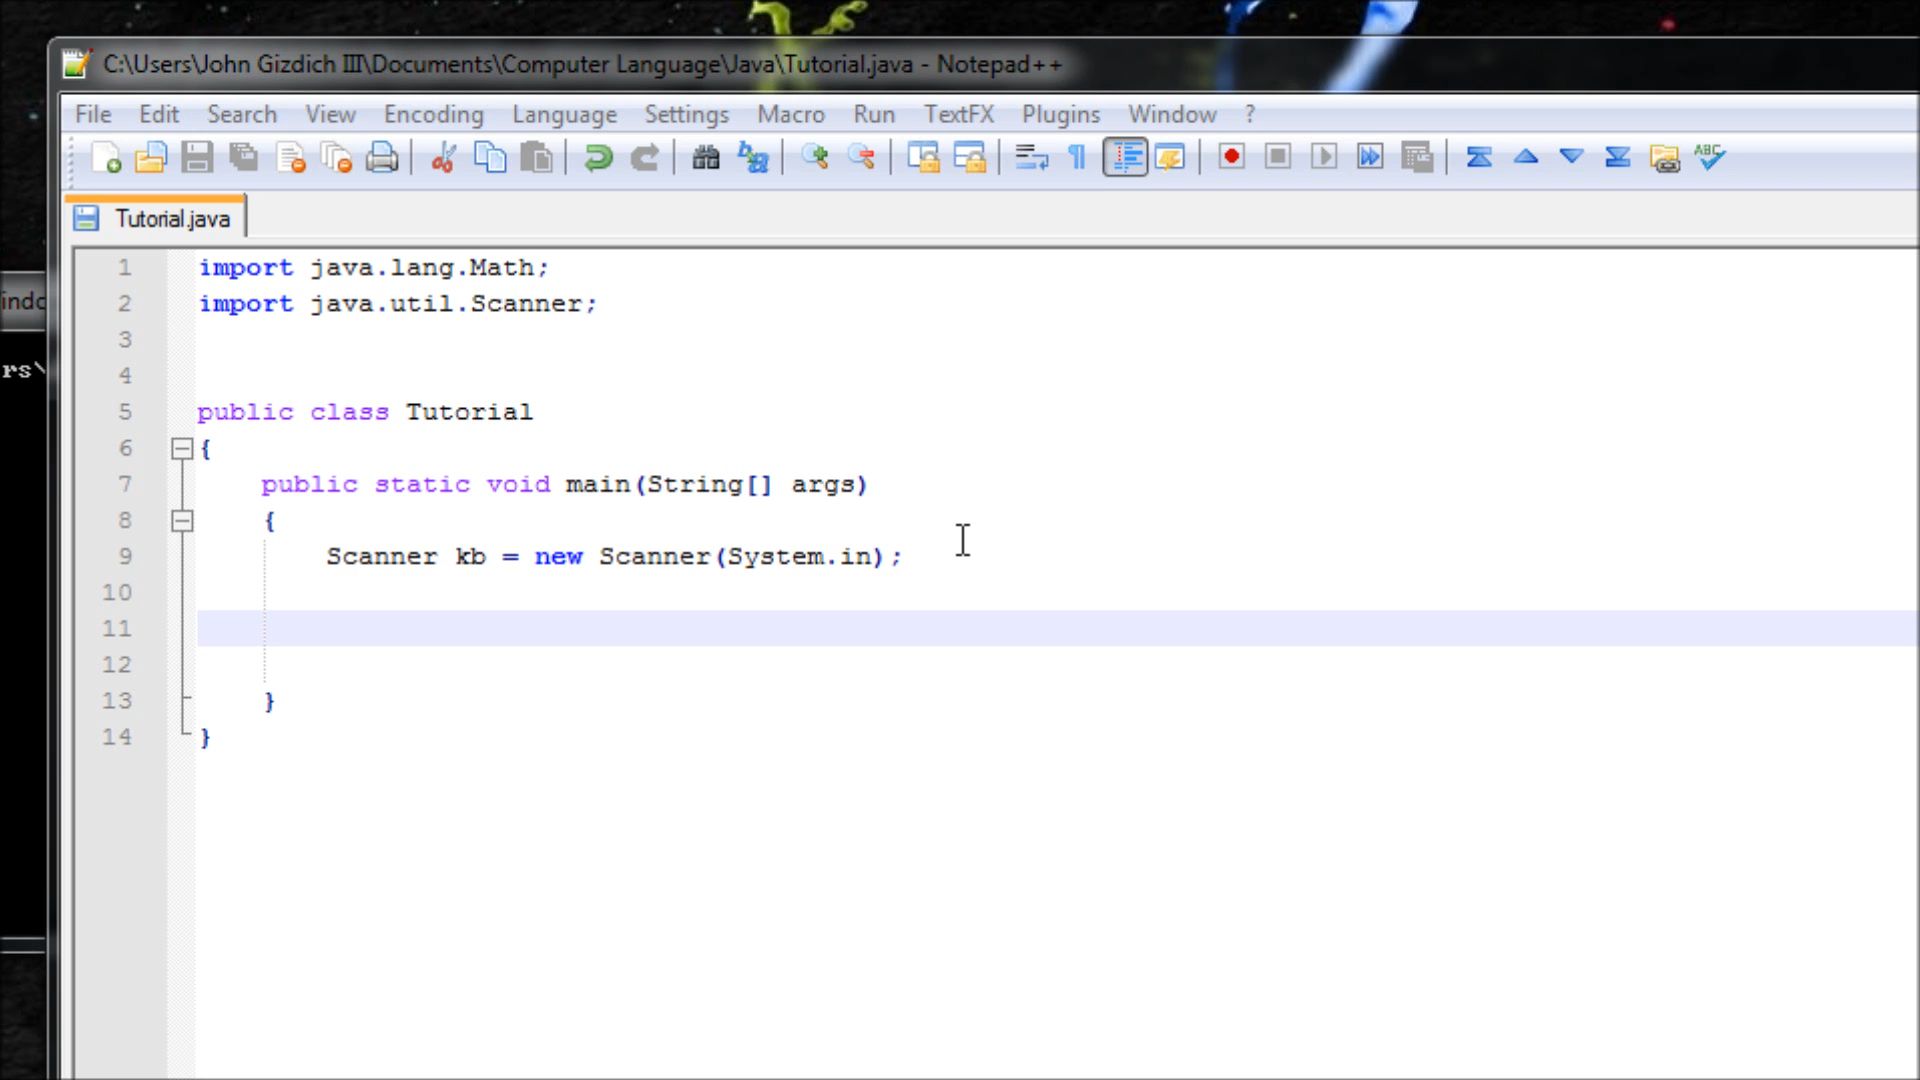 C:\Users\John Gizdich III\Documents\Computer Language\Java\Tutorial.java - Notepad++
File Edit Search View Encoding Language Settings Macro Run TextFX Plugins Window ?
ABC
Tutorial.java
1 import java.lang.Math;
2 import java.util.Scanner;
3
4
5 public class Tutorial
6 {
7 public static void main(String[] args)
8 {
9 Scanner kb = new Scanner(System.in);
10
11
12
13 }
14 }
indo
rs\